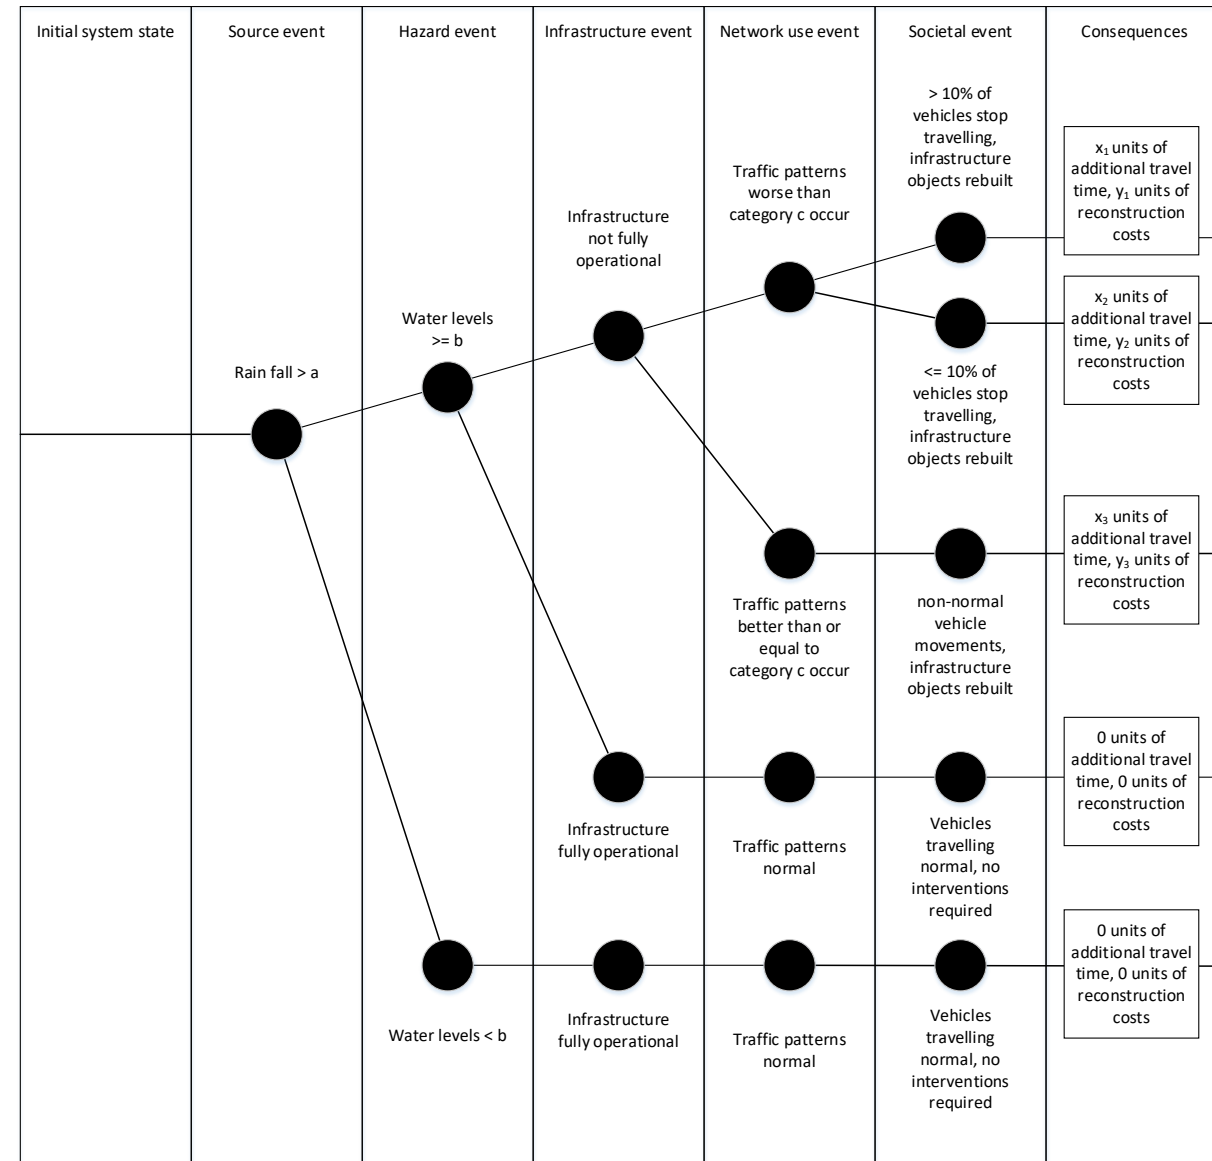 Initial system state
Source event
Hazard event
Infrastructure event
Network use event
Societal event
Consequences
> 10% of
vehicles stop
travelling,
infrastructure
objects rebuilt
x₁ units of
additional travel
time, y₁ units of
reconstruction
costs
Traffic patterns
worse than
category c occur
Infrastructure
not fully
operational
x₂ units of
additional travel
time, y₂ units of
reconstruction
costs
Water levels
>= b
Rain fall > a
<= 10% of
vehicles stop
travelling,
infrastructure
objects rebuilt
x₃ units of
additional travel
time, y₃ units of
reconstruction
costs
Traffic patterns
better than or
equal to
category c occur
non-normal
vehicle
movements,
infrastructure
objects rebuilt
0 units of
additional travel
time, 0 units of
reconstruction
costs
Infrastructure
fully operational
Traffic patterns
normal
Vehicles
travelling
normal, no
interventions
required
0 units of
additional travel
time, 0 units of
reconstruction
costs
Water levels < b
Infrastructure
fully operational
Traffic patterns
normal
Vehicles
travelling
normal, no
interventions
required